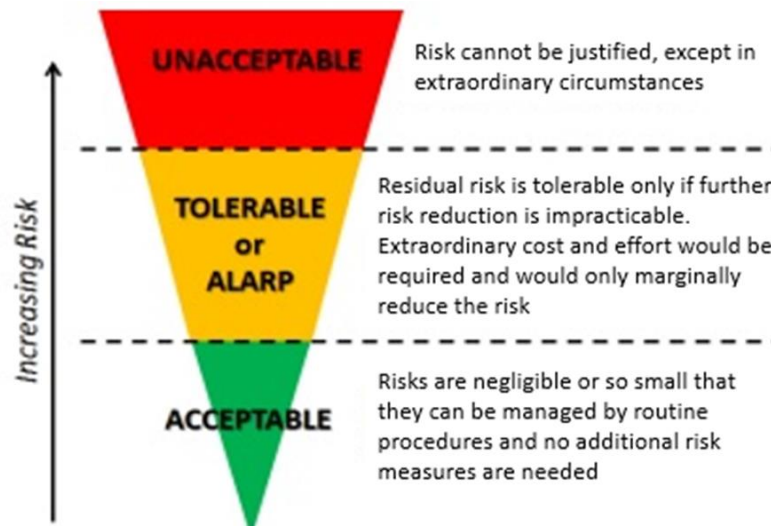 UNACCEPTABLE
Risk cannot be justified, except in
extraordinary circumstances
Increasing Risk
TOLERABLE
or
ALARP
Residual risk is tolerable only if further
risk reduction is impracticable.
Extraordinary cost and effort would be
required and would only marginally
reduce the risk
ACCEPTABLE
Risks are negligible or so small that
they can be managed by routine
procedures and no additional risk
measures are needed